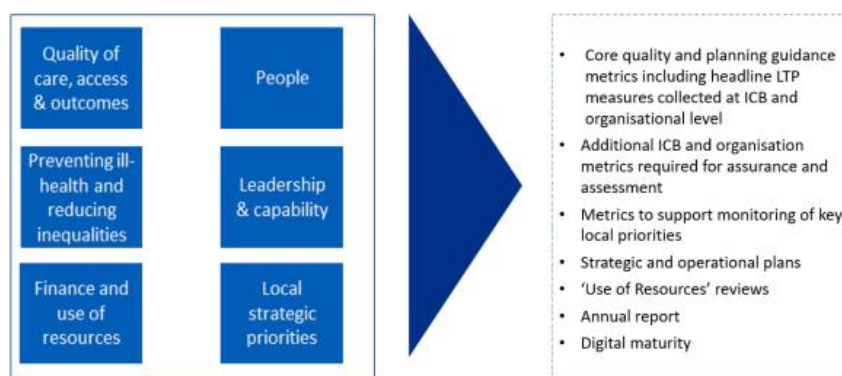 Quality of
care, access
& outcomes
People
Preventing ill-
health and
reducing
inequalities
Leadership
& capability
Finance and
use of
resources
Local
strategic
priorities
• Core quality and planning guidance
metrics including headline LTP
measures collected at ICB and
organisational level
• Additional ICB and organisation
metrics required for assurance and
assessment
• Metrics to support monitoring of key
local priorities
• Strategic and operational plans
• ‘Use of Resources’ reviews
• Annual report
• Digital maturity